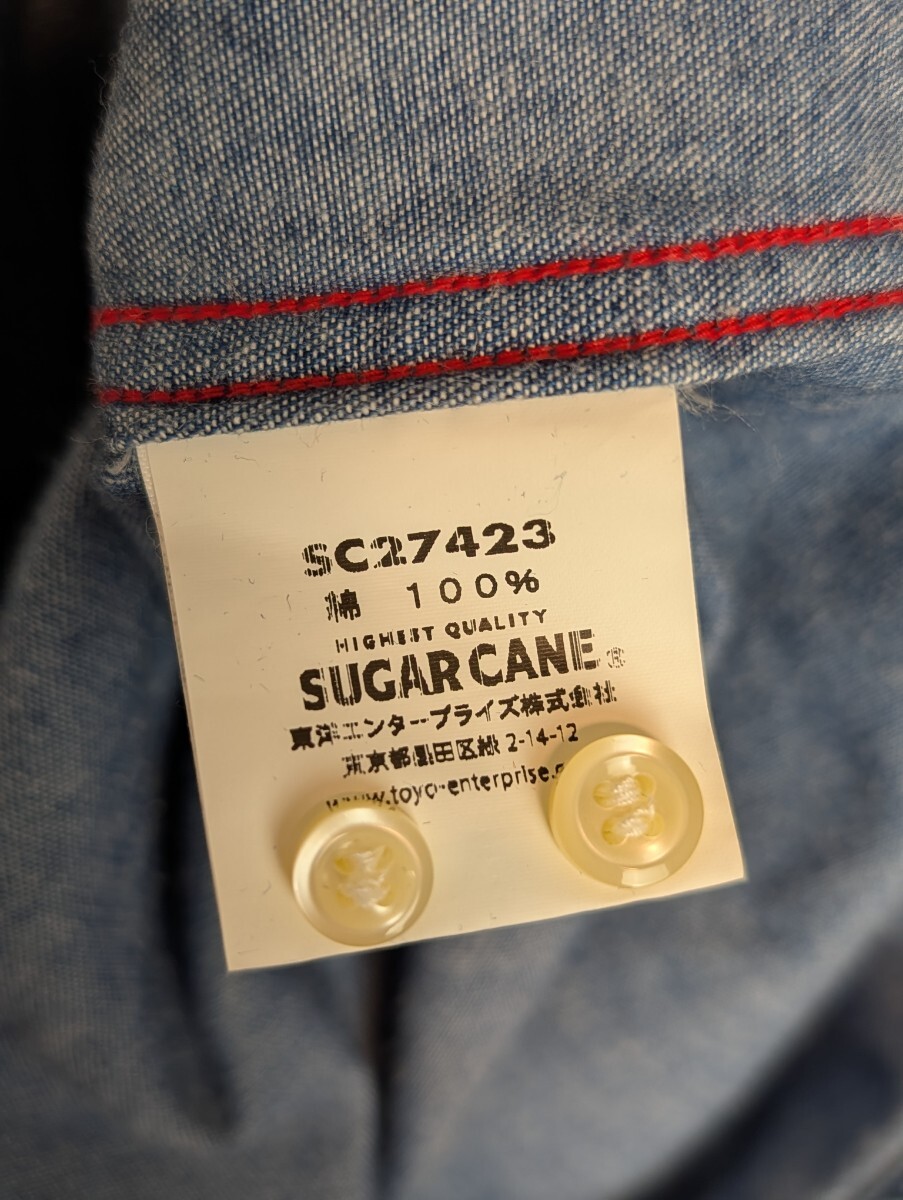 SC27423
綿 100%
HIGHEST QUALITY
SUGAR CANE®
東洋エンタープライズ株式會社
東京都墨田区緑 2-14-12
www.toyo-enterprise.c